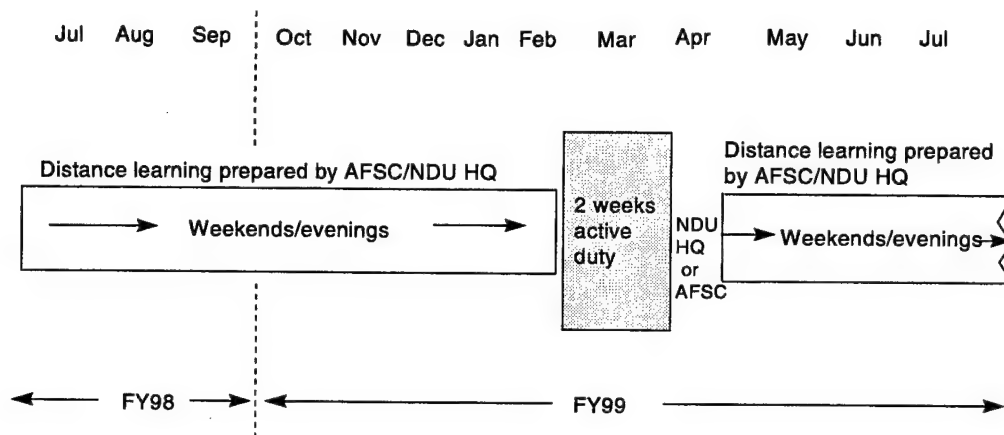 Jul Aug Sep Oct Nov Dec Jan Feb Mar Apr May Jun Jul
Distance learning prepared by AFSC/NDU HQ
Weekends/evenings
2 weeks
active
duty
NDU
HQ
or
AFSC
Distance learning prepared
by AFSC/NDU HQ
Weekends/evenings
FY98
FY99